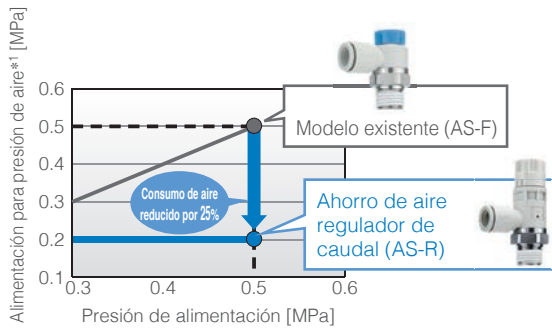 Alimentación para presión de aire*1 [MPa]
0.6
0.5
0.4
0.3
0.2
0.1
0.3
0.4
0.5
0.6
Presión de alimentación [MPa]
Modelo existente (AS-F)
Consumo de aire
reducido por 25%
Ahorro de aire
regulador de
caudal (AS-R)